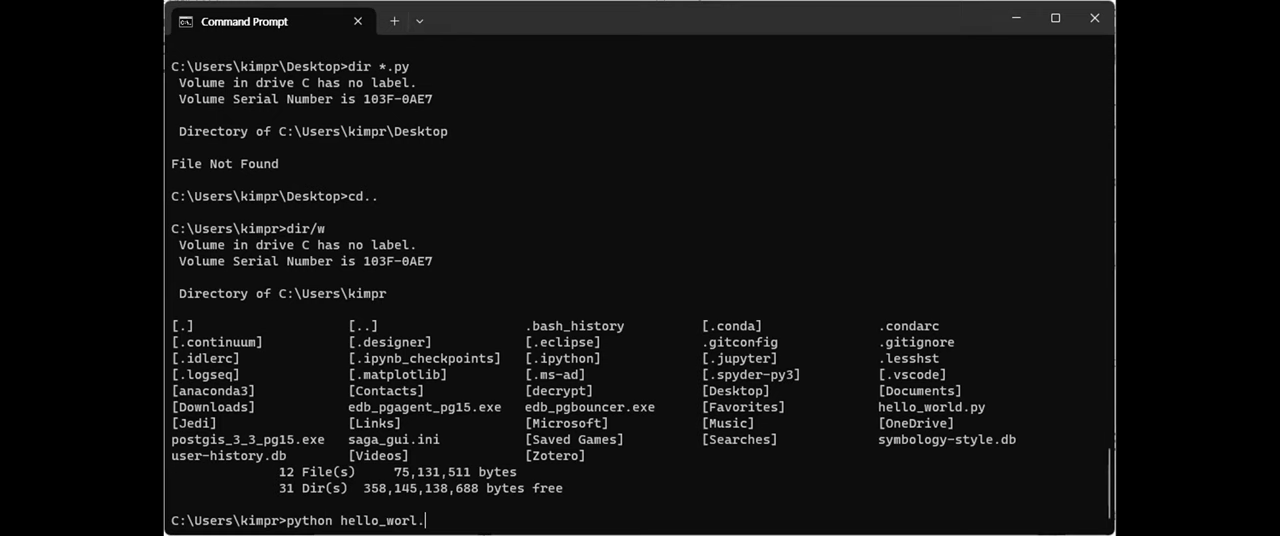 Command Prompt
C:\Users\kimpr\Desktop>dir *.py
Volume in drive C has no label.
Volume Serial Number is 103F-0AE7
Directory of C:\Users\kimpr\Desktop
File Not Found
C:\Users\kimpr\Desktop>cd..
C:\Users\kimpr>dir/w
Volume in drive C has no label.
Volume Serial Number is 103F-0AE7
Directory of C:\Users\kimpr
[.] [..] .bash_history [.conda] .condarc
[.continuum] [.designer] [.eclipse] .gitconfig .gitignore
[.idlerc] [.ipynb_checkpoints] [.ipython] [.jupyter] .lesshst
[.logseq] [.matplotlib] [.ms-ad] [.spyder-py3] [.vscode]
[anaconda3] [Contacts] [decrypt] [Desktop] [Documents]
[Downloads] edb_pgagent_pg15.exe edb_pgbouncer.exe [Favorites] hello_world.py
[Jedi] [Links] [Microsoft] [Music] [OneDrive]
postgis_3_3_pg15.exe saga_gui.ini [Saved Games] [Searches] symbology-style.db
user-history.db [Videos] [Zotero]
12 File(s) 75,131,511 bytes
31 Dir(s) 358,145,138,688 bytes free
C:\Users\kimpr>python hello_worl.